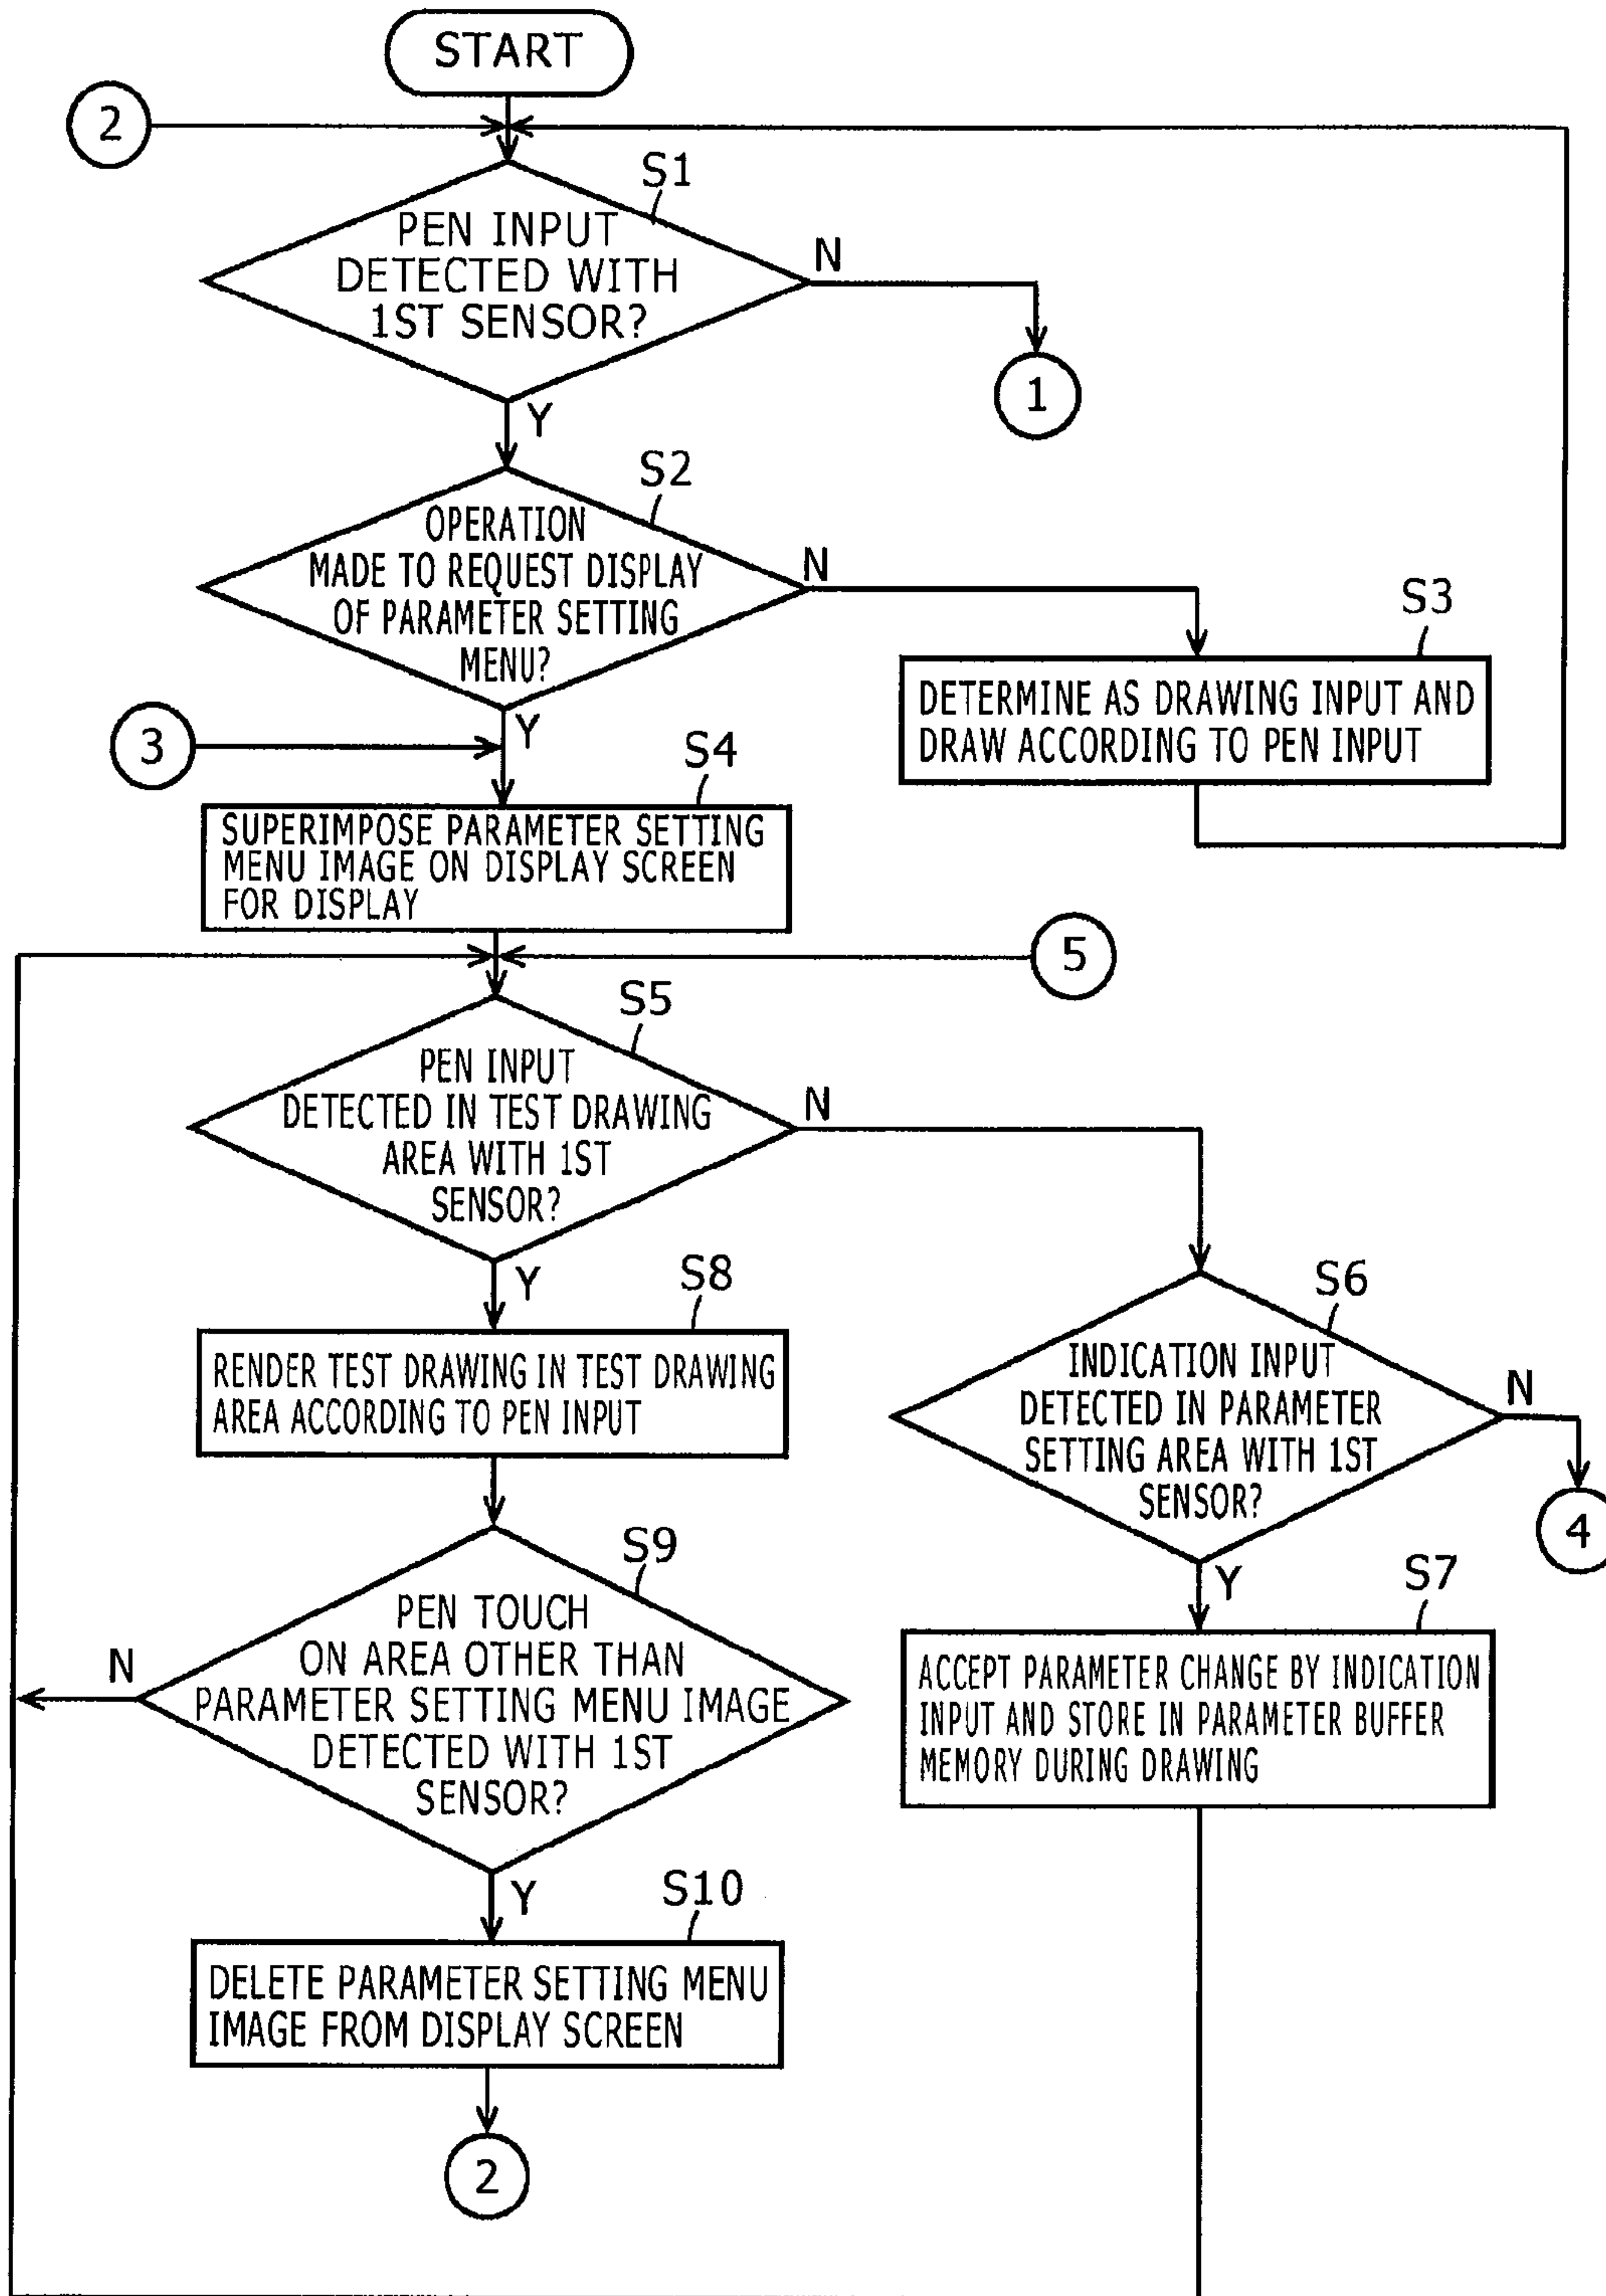 START
2
S1
PEN INPUT
DETECTED WITH
1ST SENSOR?
N
1
Y
S2
OPERATION
MADE TO REQUEST DISPLAY
OF PARAMETER SETTING
MENU?
N
S3
DETERMINE AS DRAWING INPUT AND
DRAW ACCORDING TO PEN INPUT
Y
3
S4
SUPERIMPOSE PARAMETER SETTING
MENU IMAGE ON DISPLAY SCREEN
FOR DISPLAY
5
S5
PEN INPUT
DETECTED IN TEST DRAWING
AREA WITH 1ST
SENSOR?
N
Y
S8
RENDER TEST DRAWING IN TEST DRAWING
AREA ACCORDING TO PEN INPUT
S6
INDICATION INPUT
DETECTED IN PARAMETER
SETTING AREA WITH 1ST
SENSOR?
N
4
Y
S7
ACCEPT PARAMETER CHANGE BY INDICATION
INPUT AND STORE IN PARAMETER BUFFER
MEMORY DURING DRAWING
S9
PEN TOUCH
ON AREA OTHER THAN
PARAMETER SETTING MENU IMAGE
DETECTED WITH 1ST
SENSOR?
N
Y
S10
DELETE PARAMETER SETTING MENU
IMAGE FROM DISPLAY SCREEN
2